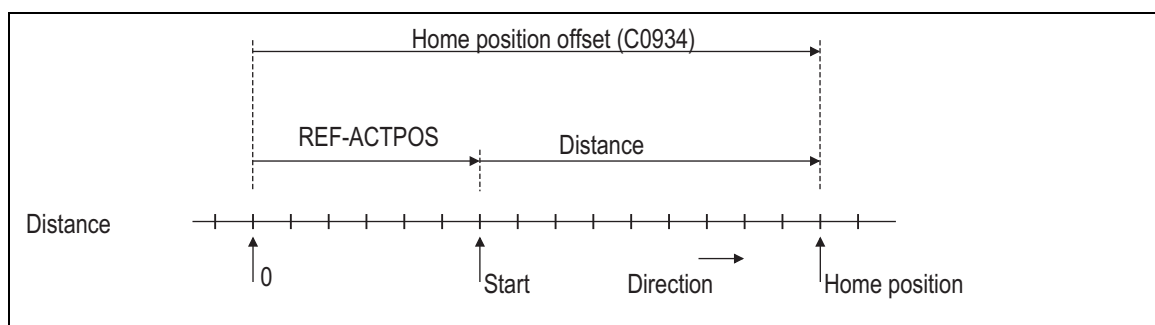 Home position offset (C0934)
REF-ACTPOS
Distance
Distance
0
Start
Direction
Home position